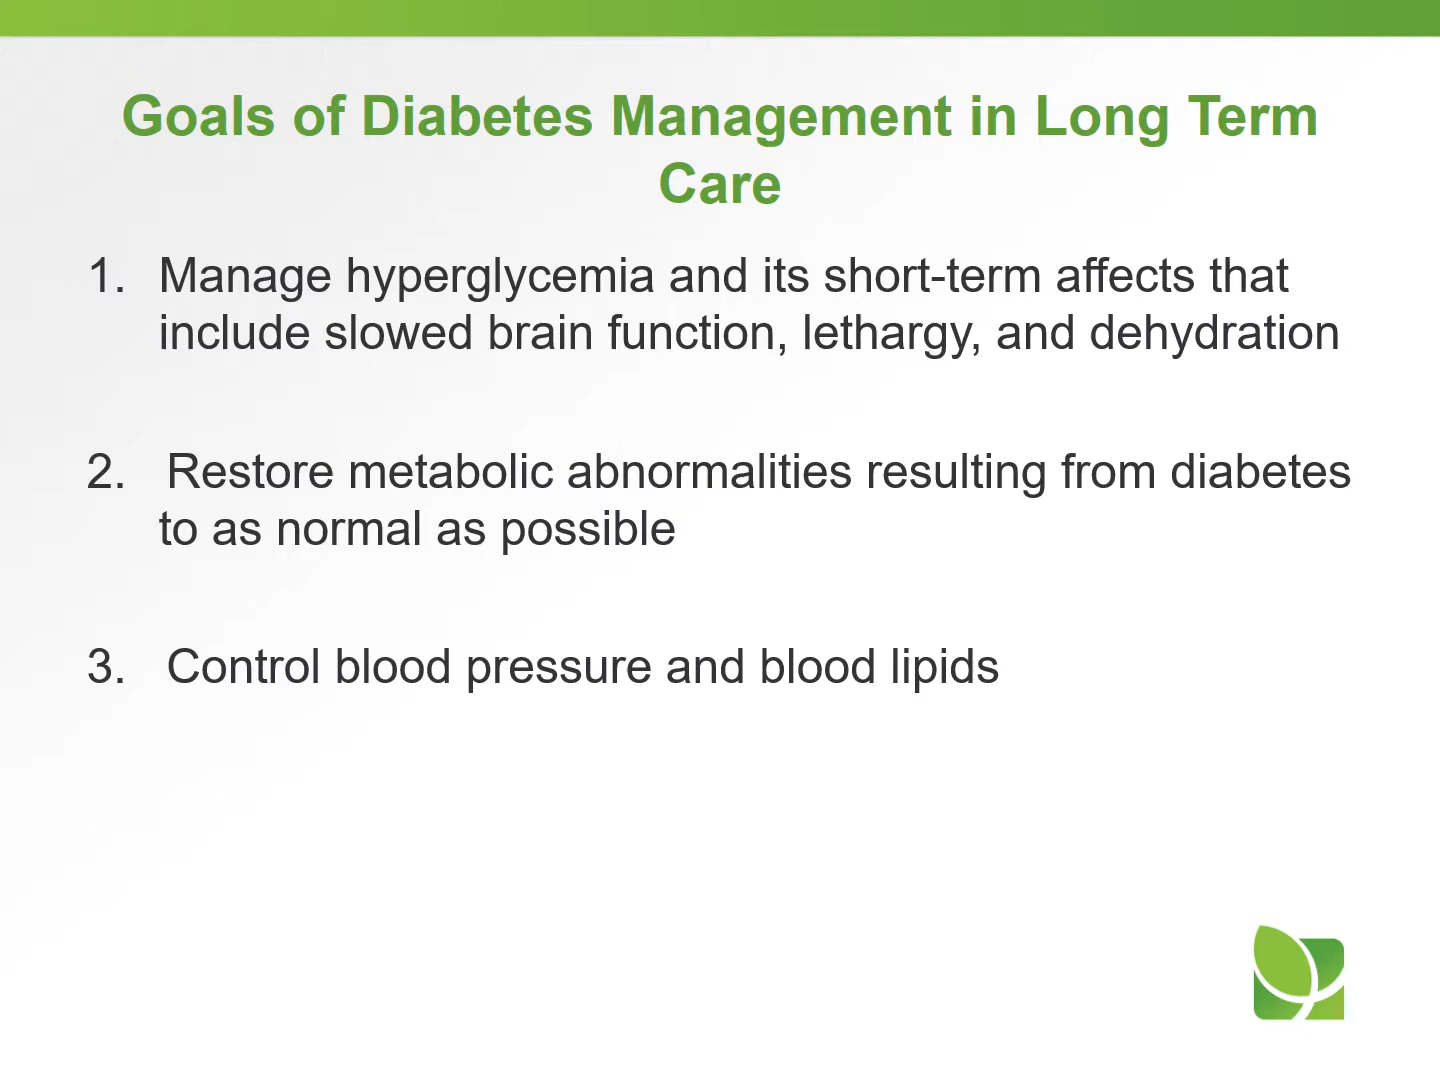 Goals of Diabetes Management in Long Term
Care
1. Manage hyperglycemia and its short-term affects that
include slowed brain function, lethargy, and dehydration
2. Restore metabolic abnormalities resulting from diabetes
to as normal as possible
3. Control blood pressure and blood lipids